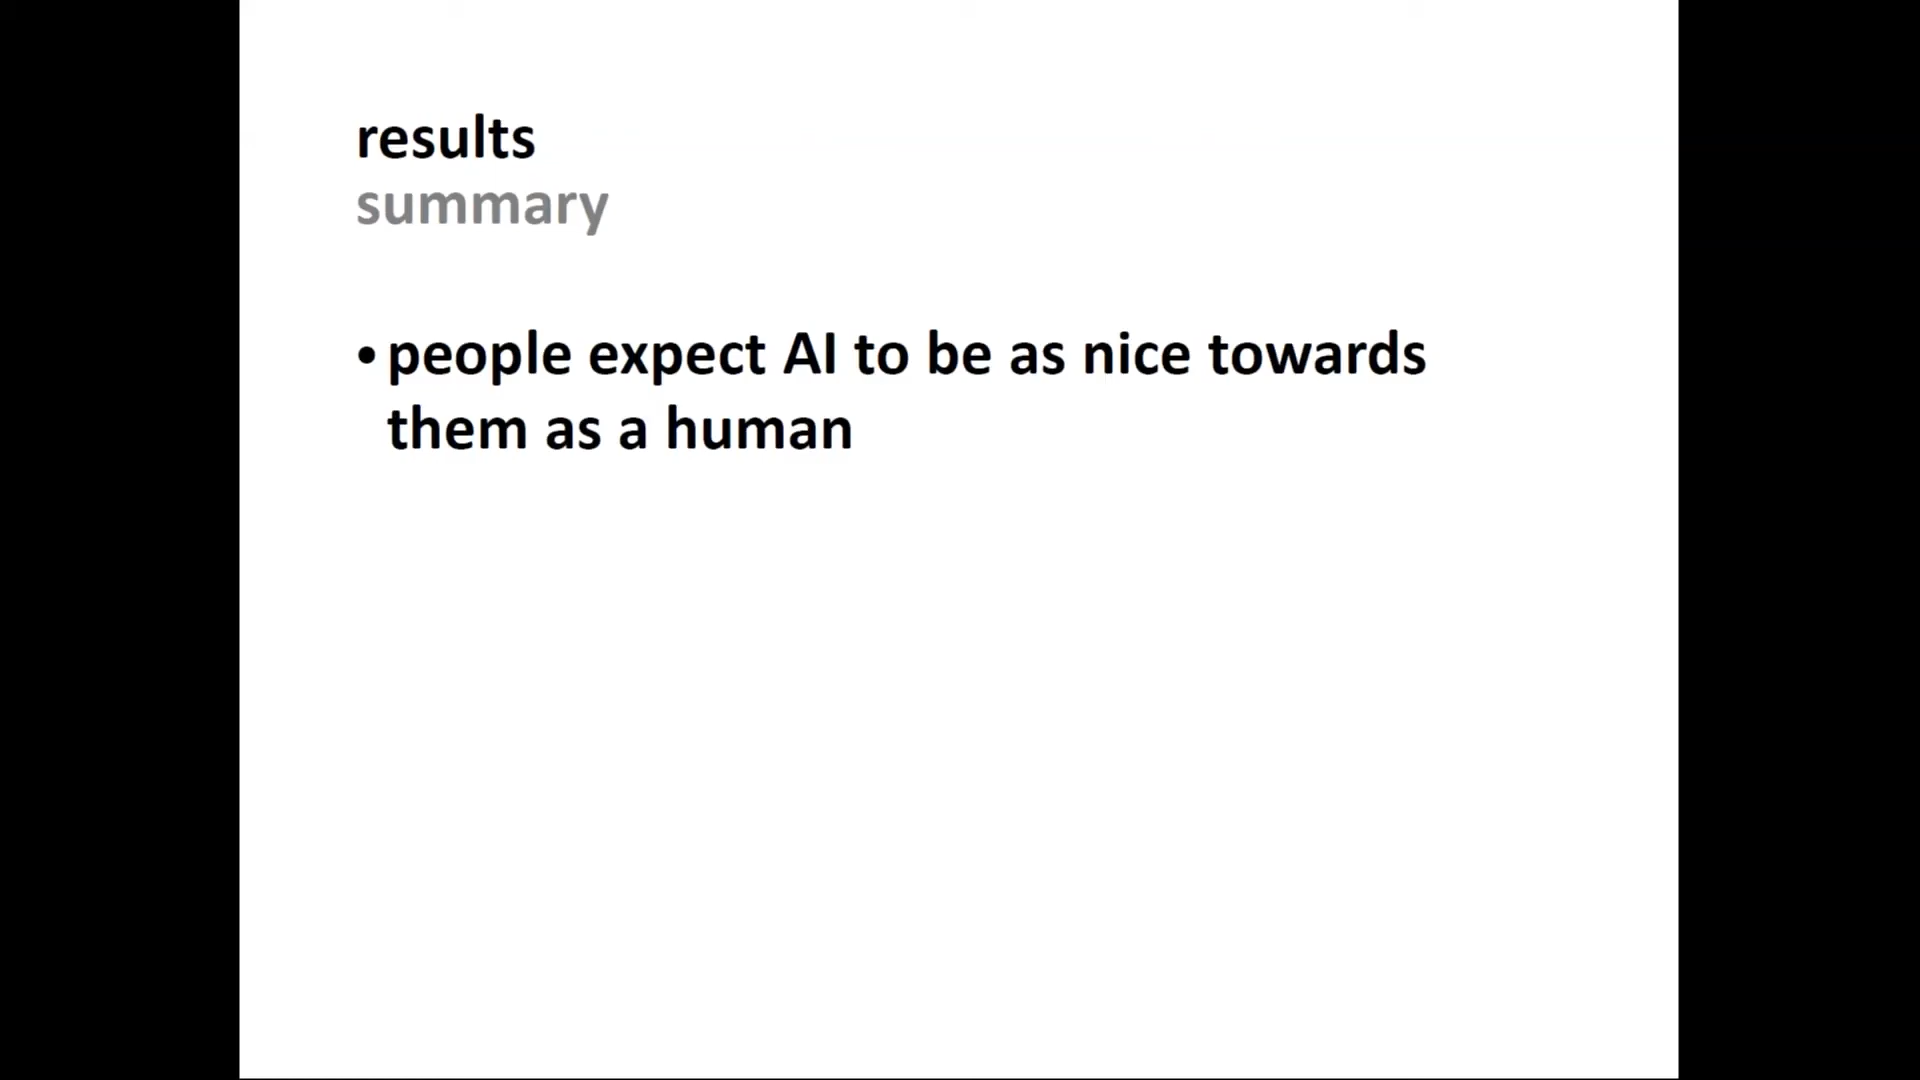 results
summary
• people expect AI to be as nice towards
them as a human